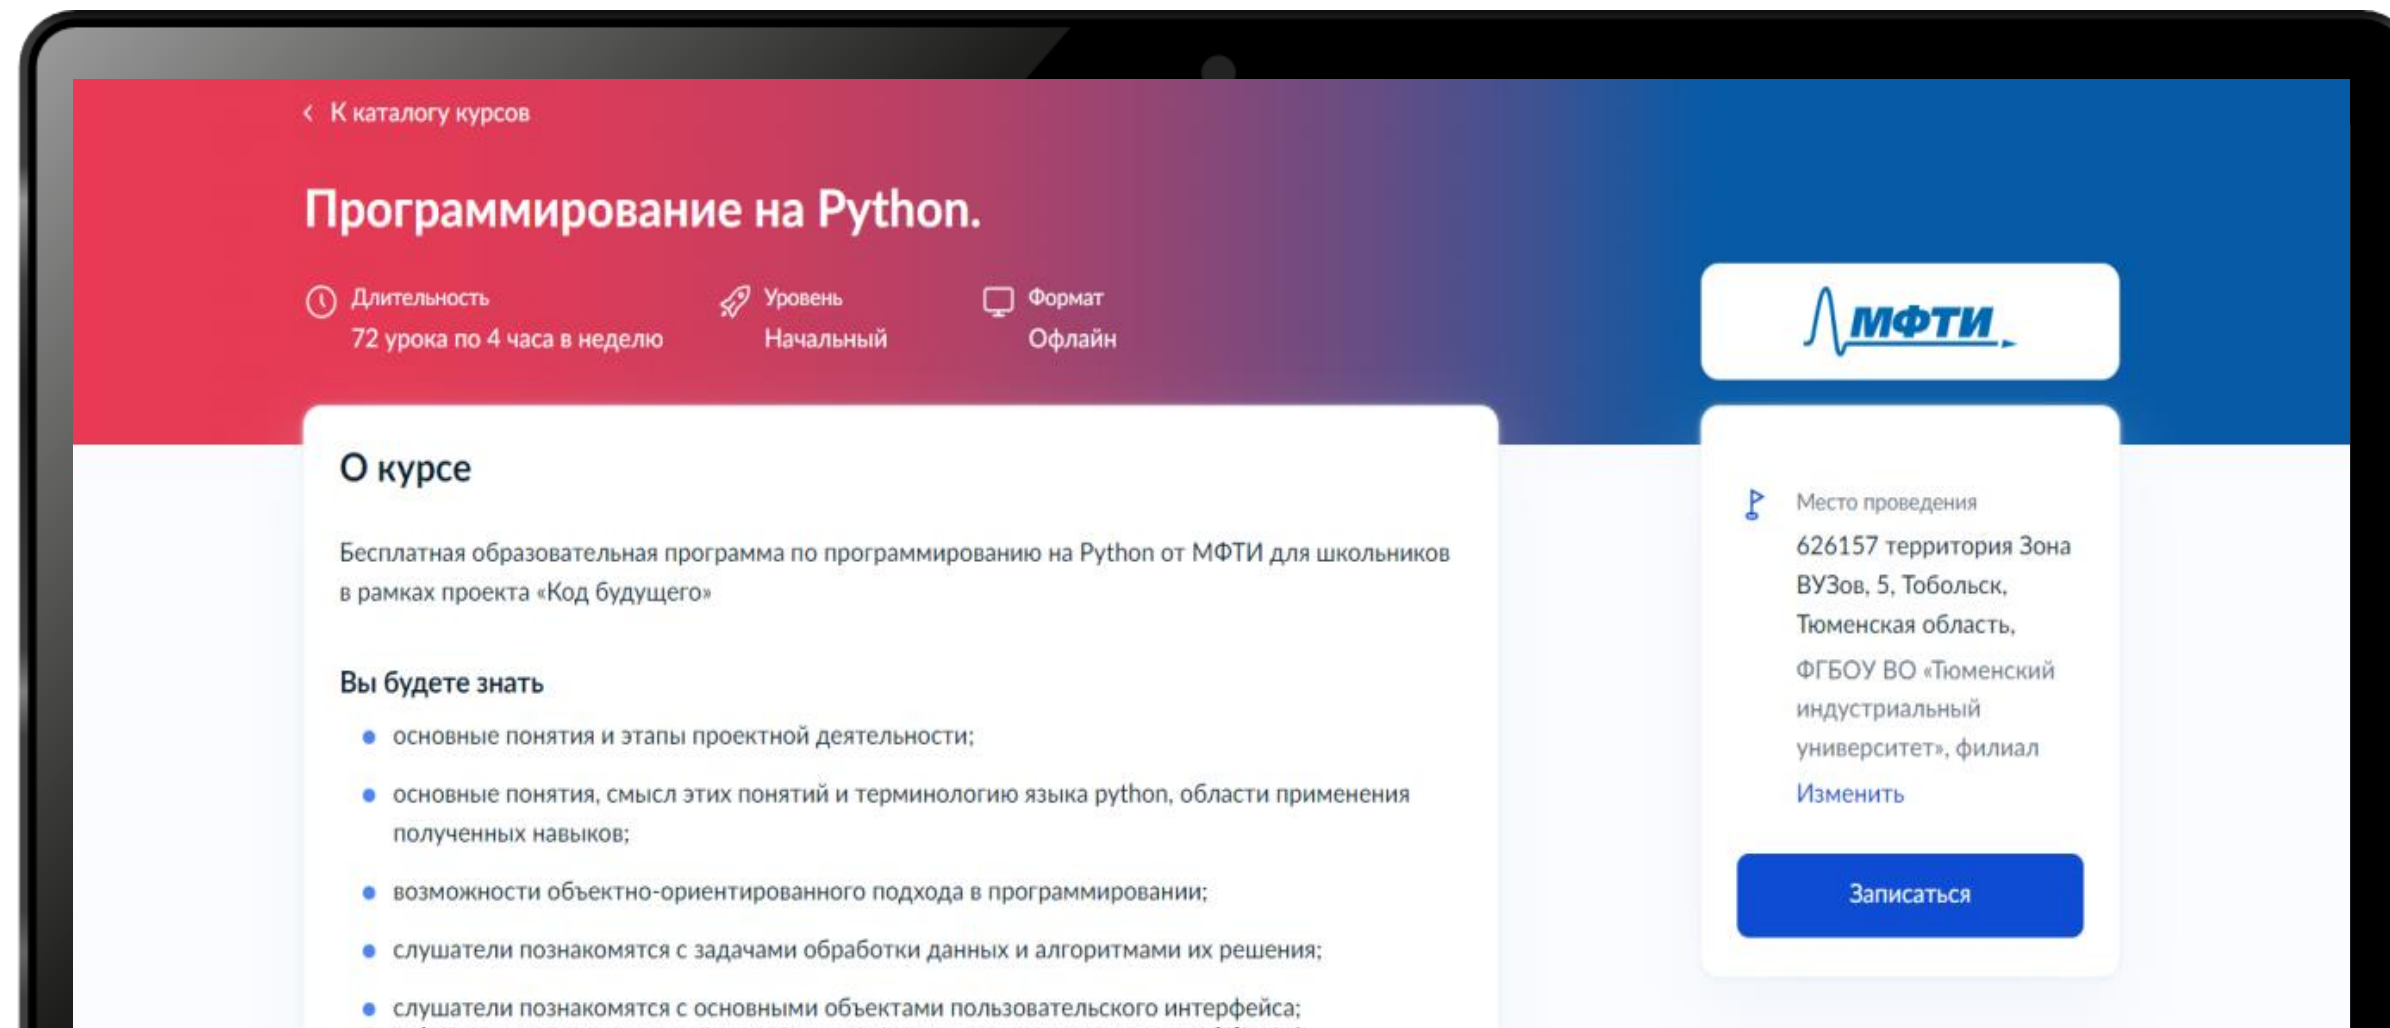 К каталогу курсов
Программирование на Python.
Длительность
72 урока по 4 часа в неделю
Уровень
Начальный
Формат
Офлайн
МФТИ
О курсе
Бесплатная образовательная программа по программированию на Python от МФТИ для школьников
в рамках проекта «Код будущего»
Вы будете знать
основные понятия и этапы проектной деятельности;
основные понятия, смысл этих понятий и терминологию языка python, области применения
полученных навыков;
возможности объектно-ориентированного подхода в программировании;
слушатели познакомятся с задачами обработки данных и алгоритмами их решения;
слушатели познакомятся с основными объектами пользовательского интерфейса;
Место проведения
626157 территория Зона
ВУЗов, 5, Тобольск,
Тюменская область,
ФГБОУ ВО «Тюменский
индустриальный
университет», филиал
Изменить
Записаться